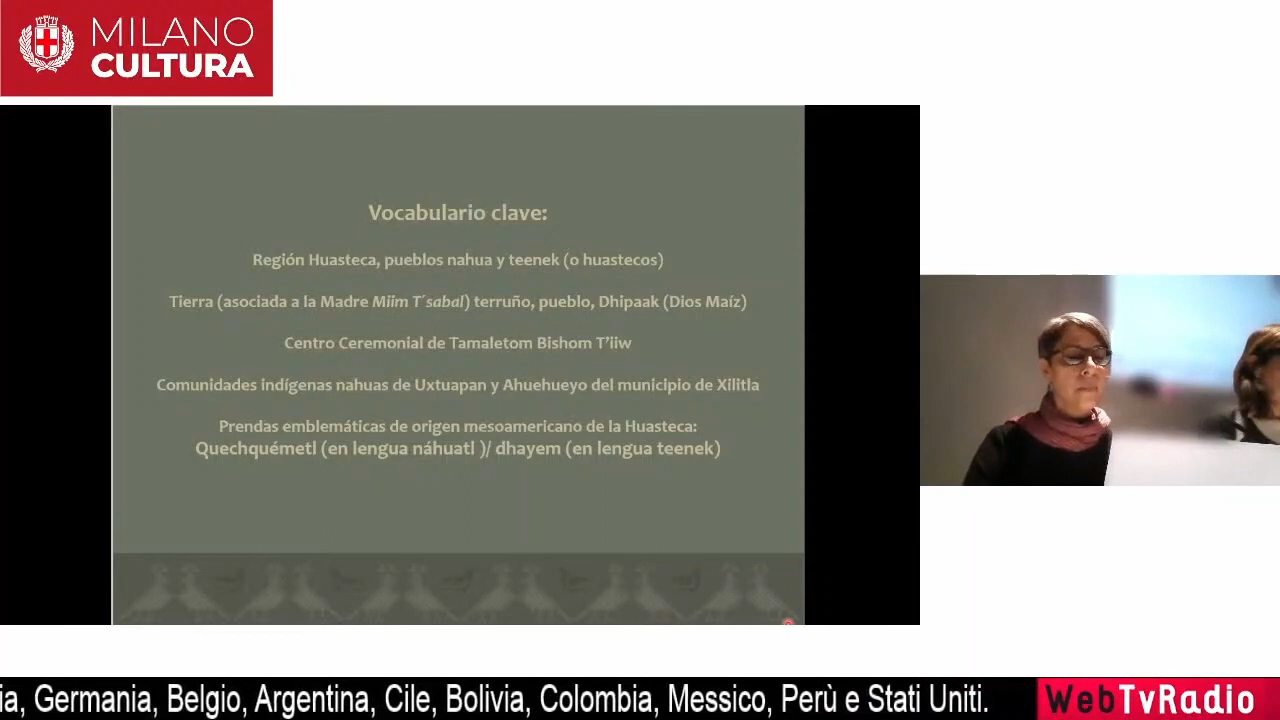 MILANO
CULTURA
Vocabulario clave:
Región Huasteca, pueblos nahua y teenek (o huastecos)
Tierra (asociada a la Madre Miim T´sabal) terruño, pueblo, Dhipaak (Dios Maíz)
Centro Ceremonial de Tamaletom Bishom T’iiw
Comunidades indígenas nahuas de Uxtuapan y Ahuehueyo del municipio de Xilitla
Prendas emblemáticas de origen mesoamericano de la Huasteca:
Quechquémetl (en lengua náhuatl )/ dhayem (en lengua teenek)
ia, Germania, Belgio, Argentina, Cile, Bolivia, Colombia, Messico, Perù e Stati Uniti.
WebTvRadio